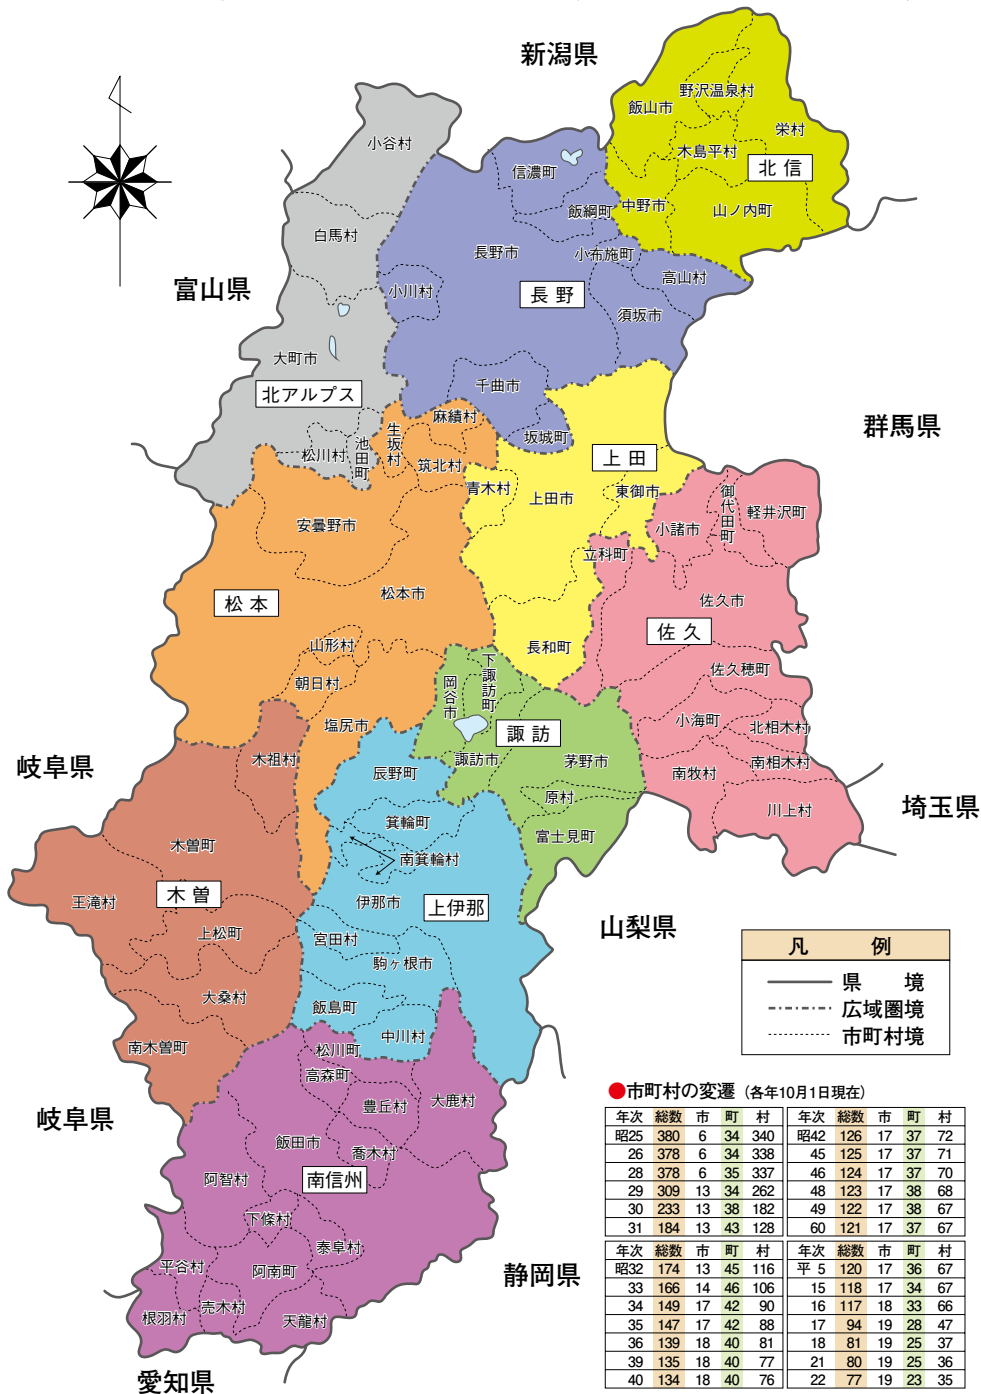 新潟県
野沢温泉村
飯山市
栄村
小谷村
木島平村
北信
信濃町
飯綱町
中野市
山ノ内町
白馬村
長野市
小布施町
高山村
小川村
富山県
長野
須坂市
大町市
千曲市
北アルプス
麻績村
生坂村
坂城町
群馬県
松川村
池田町
筑北村
上田
青木村
上田市
東御市
御代田町
軽井沢町
小諸市
安曇野市
立科町
松本市
佐久市
松本
佐久
山形村
長和町
下諏訪町
佐久穂町
朝日村
岡谷市
小海町
北相木村
塩尻市
諏訪
木祖村
諏訪市
茅野市
南相木村
岐阜県
辰野町
南牧村
原村
埼玉県
川上村
箕輪町
富士見町
木曽町
南箕輪村
木曽
伊那市
上伊那
王滝村
上松町
宮田村
山梨県
駒ヶ根市
大桑村
飯島町
中川村
南木曽町
松川町
高森町
豊丘村
大鹿村
岐阜県
飯田市
喬木村
阿智村
南信州
下條村
泰阜村
平谷村
阿南町
静岡県
売木村
根羽村
天龍村
愛知県
凡 例
県 境
広域圏境
市町村境
●市町村の変遷 (各年10月1日現在)
年次 総数 市 町 村
昭25 380 6 34 340
26 378 6 34 338
28 378 6 35 337
29 309 13 34 262
30 233 13 38 182
31 184 13 43 128
年次 総数 市 町 村
昭42 126 17 37 72
45 125 17 37 71
46 124 17 37 70
48 123 17 38 68
49 122 17 38 67
60 121 17 37 67
年次 総数 市 町 村
昭32 174 13 45 116
33 166 14 46 106
34 149 17 42 90
35 147 17 42 88
36 139 18 40 81
39 135 18 40 77
40 134 18 40 76
年次 総数 市 町 村
平 5 120 17 36 67
15 118 17 34 67
16 117 18 33 66
17 94 19 28 47
18 81 19 25 37
21 80 19 25 36
22 77 19 23 35